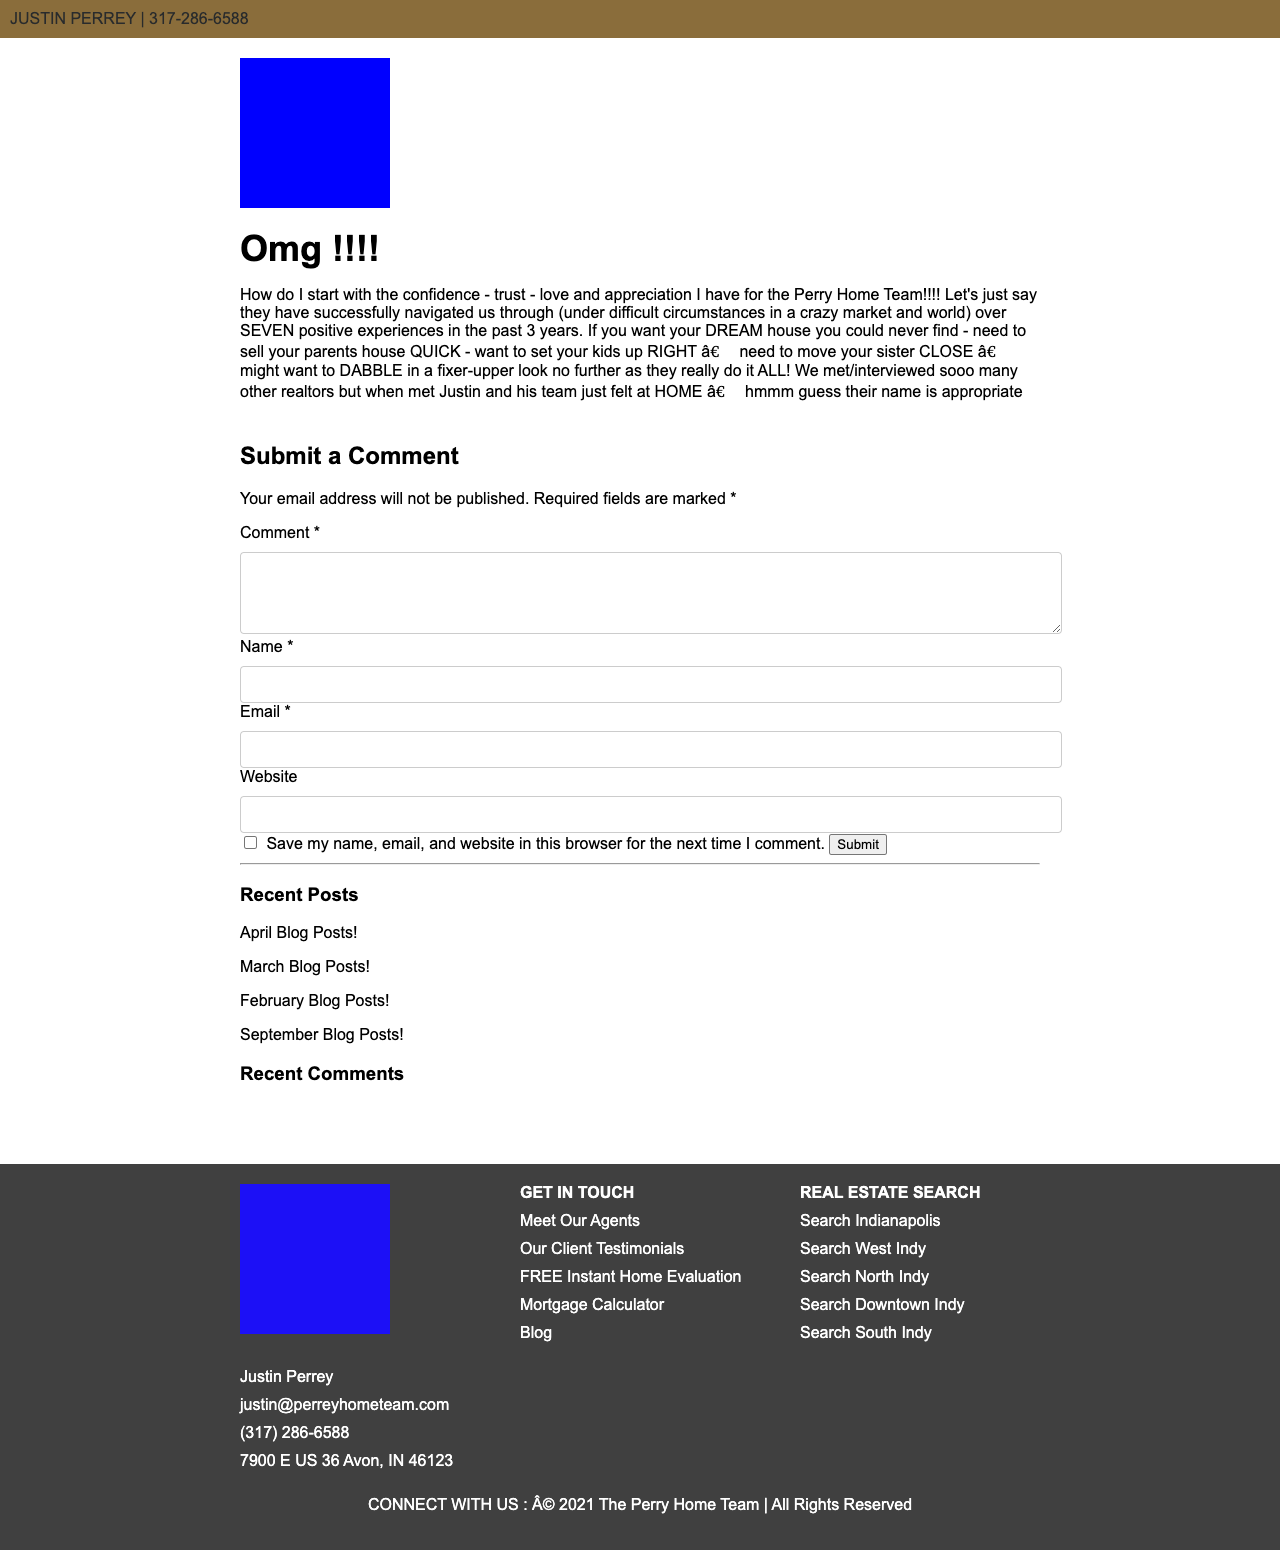 JUSTIN PERREY | 317-286-6588
Omg !!!!
How do I start with the confidence - trust - love and appreciation I have for the Perry Home Team!!!! Let's just say
they have successfully navigated us through (under difficult circumstances in a crazy market and world) over
SEVEN positive experiences in the past 3 years. If you want your DREAM house you could never find - need to
sell your parents house QUICK - want to set your kids up RIGHT â€ need to move your sister CLOSE â€
might want to DABBLE in a fixer-upper look no further as they really do it ALL! We met/interviewed sooo many
other realtors but when met Justin and his team just felt at HOME â€ hmmm guess their name is appropriate
Submit a Comment
Your email address will not be published. Required fields are marked *
Comment *
Name *
Email *
Website
Save my name, email, and website in this browser for the next time I comment. Submit
Recent Posts
April Blog Posts!
March Blog Posts!
February Blog Posts!
September Blog Posts!
Recent Comments
GET IN TOUCH
Meet Our Agents
Our Client Testimonials
FREE Instant Home Evaluation
Mortgage Calculator
Blog
REAL ESTATE SEARCH
Search Indianapolis
Search West Indy
Search North Indy
Search Downtown Indy
Search South Indy
Justin Perrey
justin@perreyhometeam.com
(317) 286-6588
7900 E US 36 Avon, IN 46123
CONNECT WITH US : Â© 2021 The Perry Home Team | All Rights Reserved